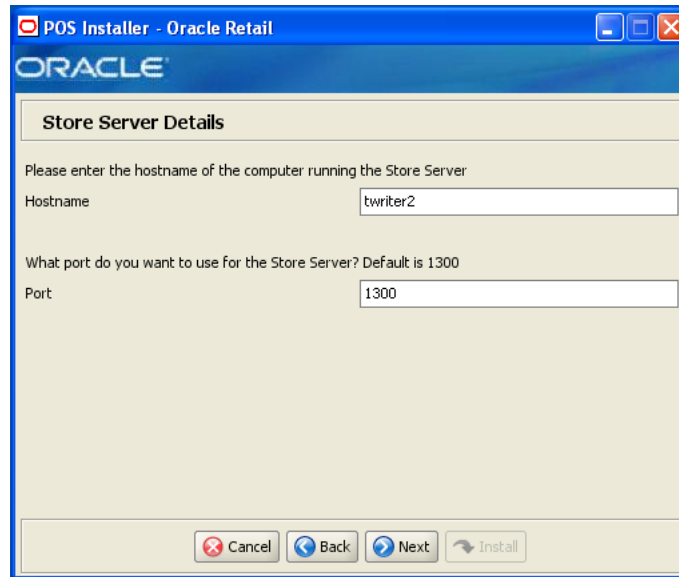 POS Installer - Oracle Retail
ORACLE
Store Server Details
Please enter the hostname of the computer running the Store Server
Hostname twriter2
What port do you want to use for the Store Server? Default is 1300
Port 1300
Cancel Back Next Install